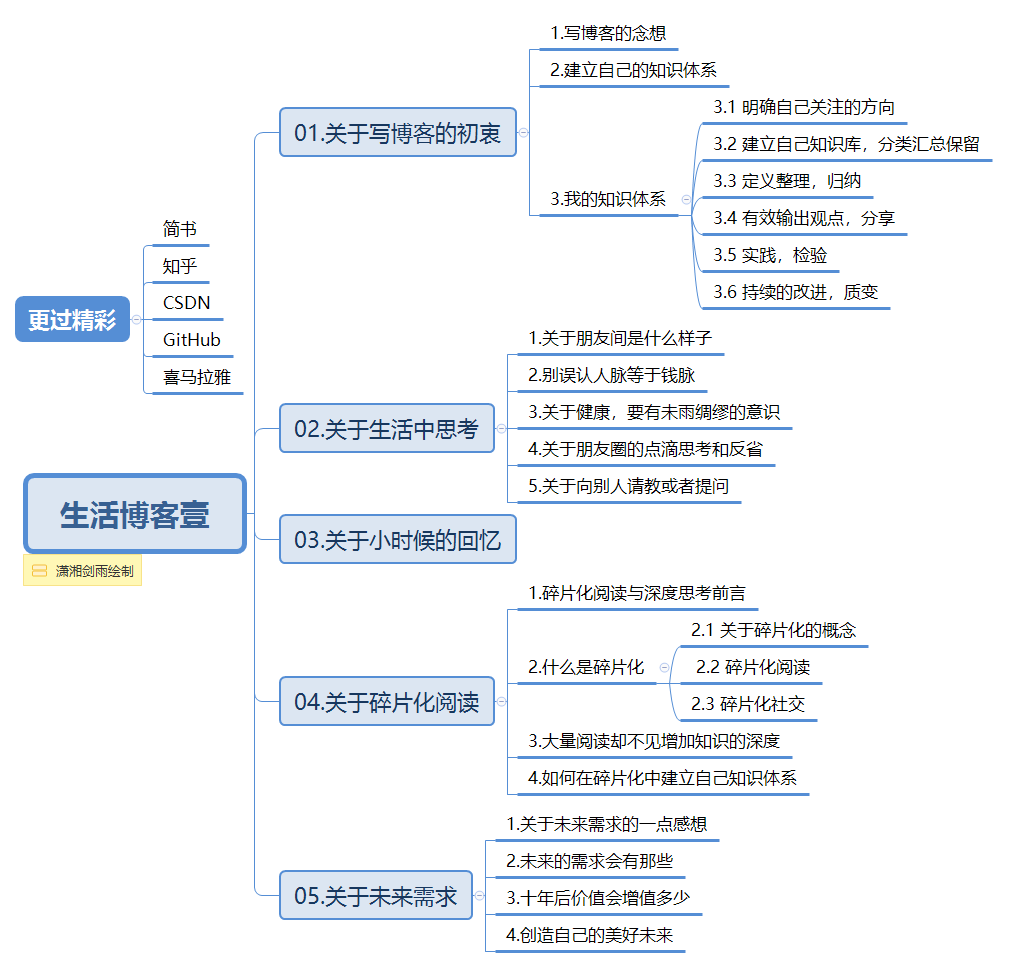 更过精彩
简书
知乎
CSDN
GitHub
喜马拉雅
生活博客壹
潇湘剑雨绘制
01.关于写博客的初衷
1.写博客的念想
2.建立自己的知识体系
3.我的知识体系
3.1 明确自己关注的方向
3.2 建立自己知识库，分类汇总保留
3.3 定义整理，归纳
3.4 有效输出观点，分享
3.5 实践，检验
3.6 持续的改进，质变
02.关于生活中思考
1.关于朋友间是什么样子
2.别误认人脉等于钱脉
3.关于健康，要有未雨绸缪的意识
4.关于朋友圈的点滴思考和反省
5.关于向别人请教或者提问
03.关于小时候的回忆
04.关于碎片化阅读
1.碎片化阅读与深度思考前言
2.什么是碎片化
2.1 关于碎片化的概念
2.2 碎片化阅读
2.3 碎片化社交
3.大量阅读却不见增加知识的深度
4.如何在碎片化中建立自己知识体系
05.关于未来需求
1.关于未来需求的一点感想
2.未来的需求会有那些
3.十年后价值会增值多少
4.创造自己的美好未来